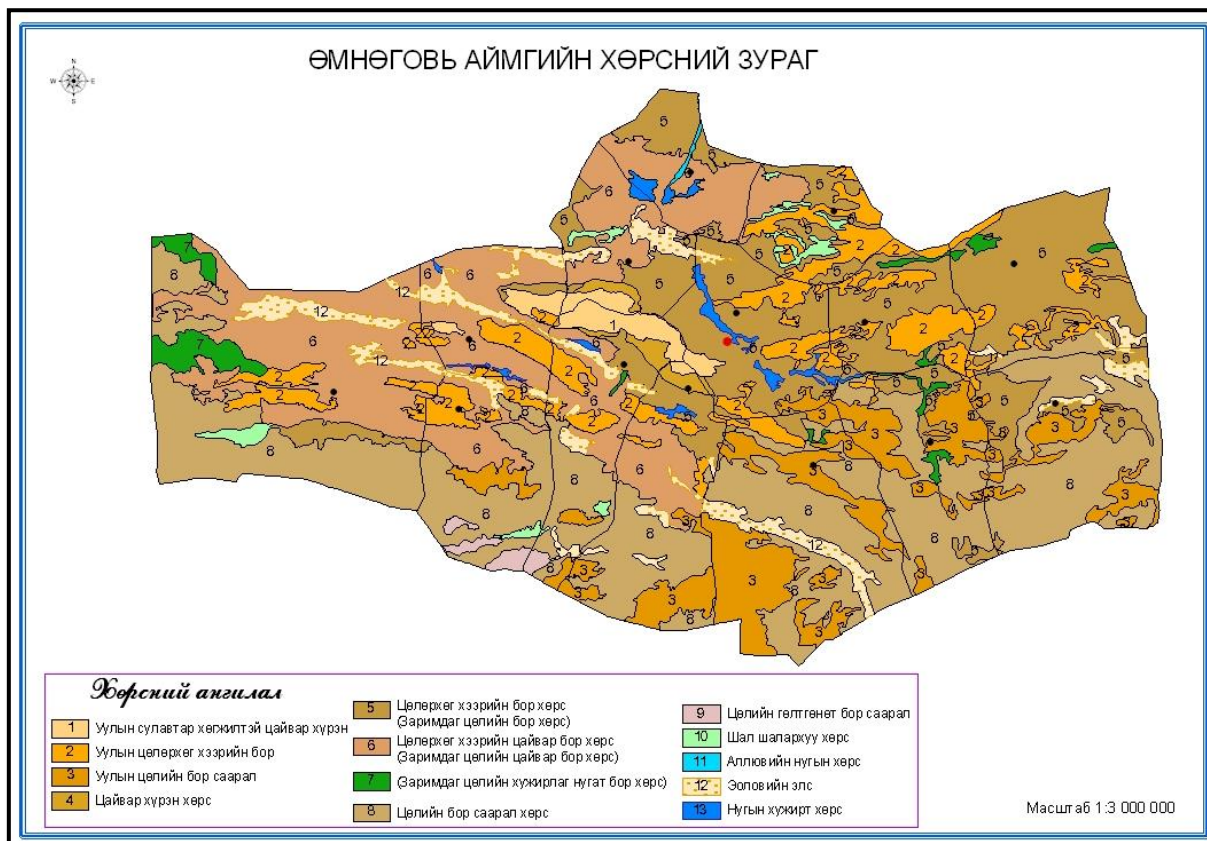 ӨМНӨГОВЬ АЙМГИЙН ХӨРСНИЙ ЗУРАГ
N
W E
S
Хөрсний ангилал
1 Уулын сулавтар хөгжилтэй цайвар хүрэн
2 Уулын цөлөрхөг хээрийн бор
3 Уулын цөлийн бор саарал
4 Цайвар хүрэн хөрс
5 Цөлөрхөг хээрийн бор хөрс
(Заримдаг цөлийн бор хөрс)
6 Цөлөрхөг хээрийн цайвар бор хөрс
(Заримдаг цөлийн цайвар бор хөрс)
7 (Заримдаг цөлийн хужирлаг нугат бор хөрс)
8 Цөлийн бор саарал хөрс
9 Цөлийн гөлтгөнөт бор саарал
10 Шал шалархуу хөрс
11 Аллювийн нугын хөрс
12 Эоловийн элс
13 Нугын хужирт хөрс
Масштаб 1:3 000 000